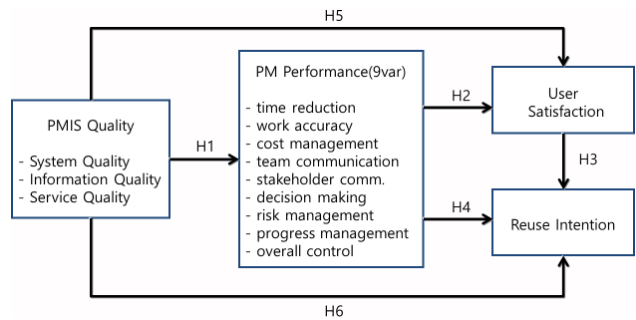 H5
PMIS Quality
- System Quality
- Information Quality
- Service Quality
H1
PM Performance(9var)
- time reduction
- work accuracy
- cost management
- team communication
- stakeholder comm.
- decision making
- risk management
- progress management
- overall control
H2
User
Satisfaction
H3
H4
Reuse Intention
H6